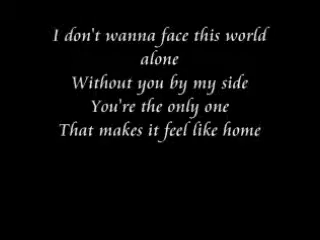 I don't wanna face this world
alone
Without you by my side
You're the only one
That makes it feel like home